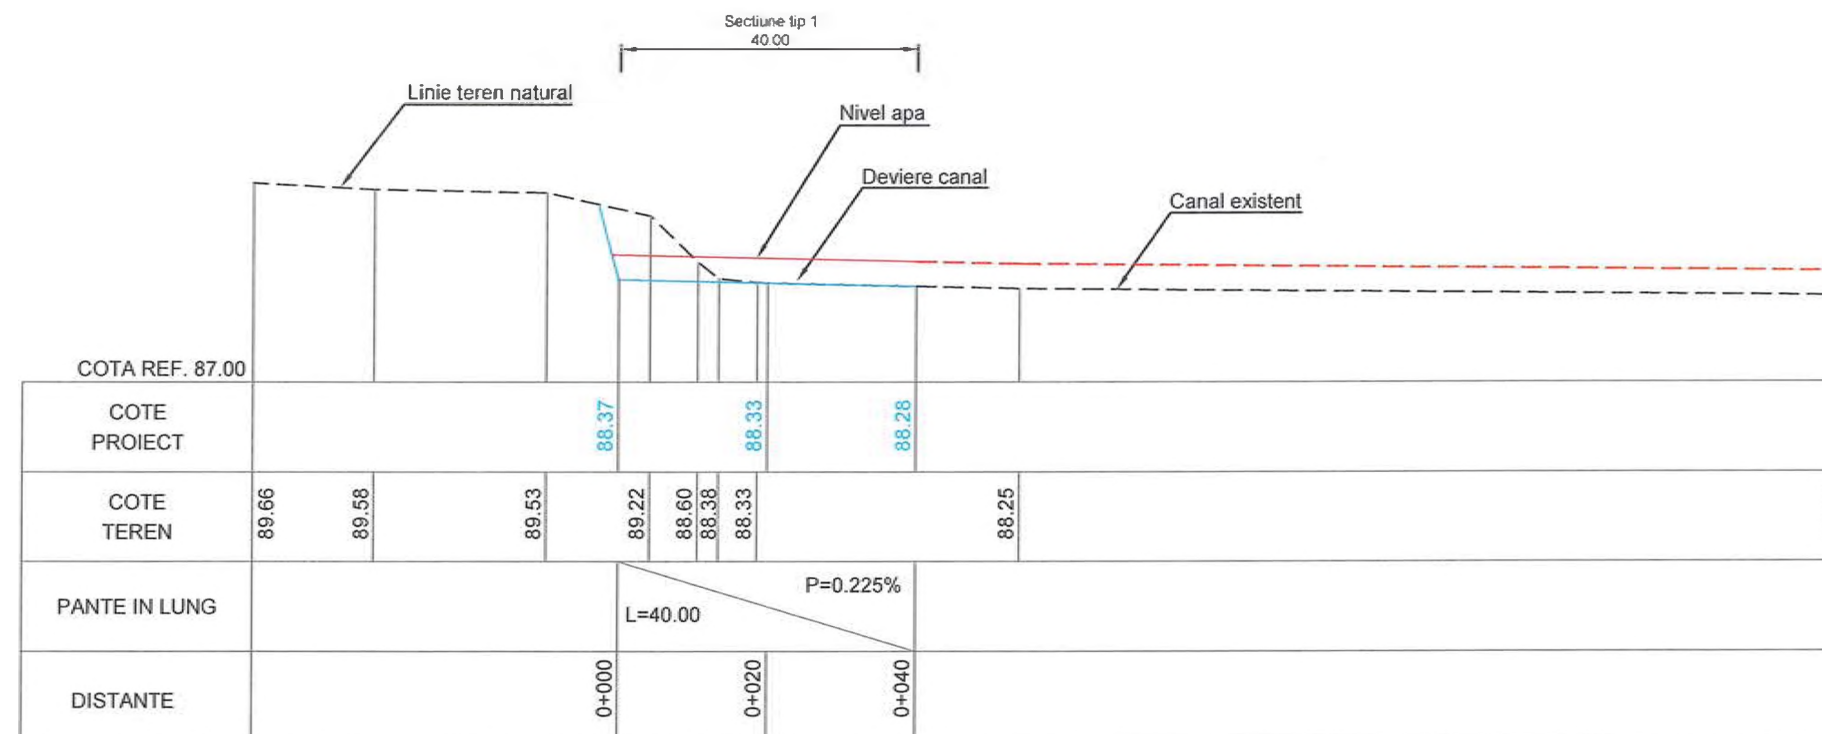 Sectiune tip 1
40.00
Linie teren natural
Nivel apa
Deviere canal
Canal existent
COTA REF. 87.00
COTE
PROIECT
88.37
88.33
88.28
COTE
TEREN
89.66
89.58
89.53
89.22
88.60
88.38
88.33
88.25
PANTE IN LUNG
L=40.00
P=0.225%
DISTANTE
0+000
0+020
0+040